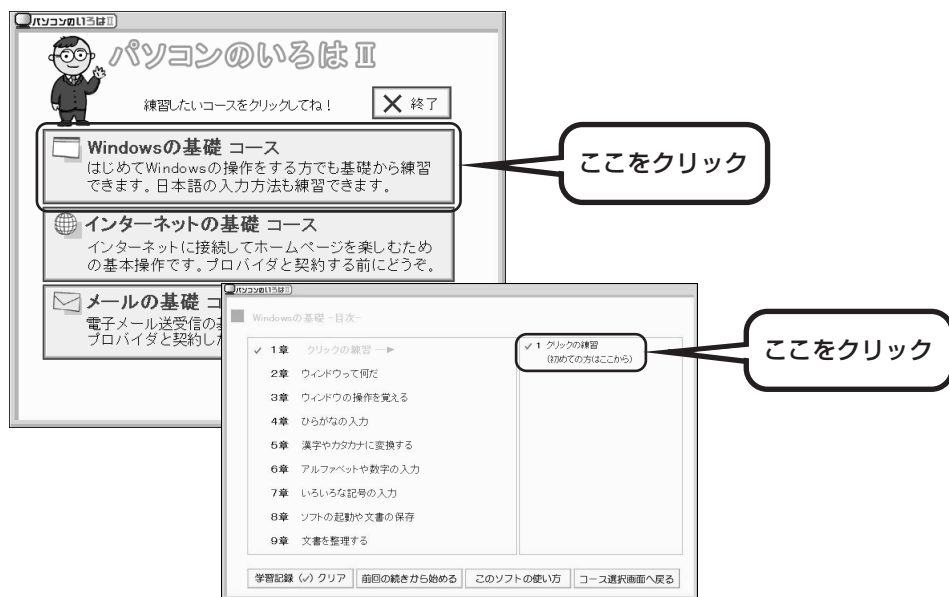 パソコンのいろはⅡ
パソコンのいろはⅡ
練習したいコースをクリックしてね!
終了
Windowsの基礎 コース
はじめてWindowsの操作をする方でも基礎から練習
できます。日本語の入力方法も練習できます。
ここをクリック
インターネットの基礎 コース
インターネットに接続してホームページを楽しむため
の基本操作です。プロバイダと契約する前にどうぞ。
メールの基礎 コ
電子メール送受信の
プロバイダと契約し
パソコンのいろはⅡ
Windowsの基礎 -目次-
✓ 1章 クリックの練習 ―▶
2章 ウィンドウって何だ
3章 ウィンドウの操作を覚える
4章 ひらがなの入力
5章 漢字やカタカナに変換する
6章 アルファベットや数字の入力
7章 いろいろな記号の入力
8章 ソフトの起動や文書の保存
9章 文書を整理する
✓ 1 クリックの練習
(初めての方はここから)
ここをクリック
学習記録 (✓) クリア
前回の続きから始める
このソフトの使い方
コース選択画面へ戻る